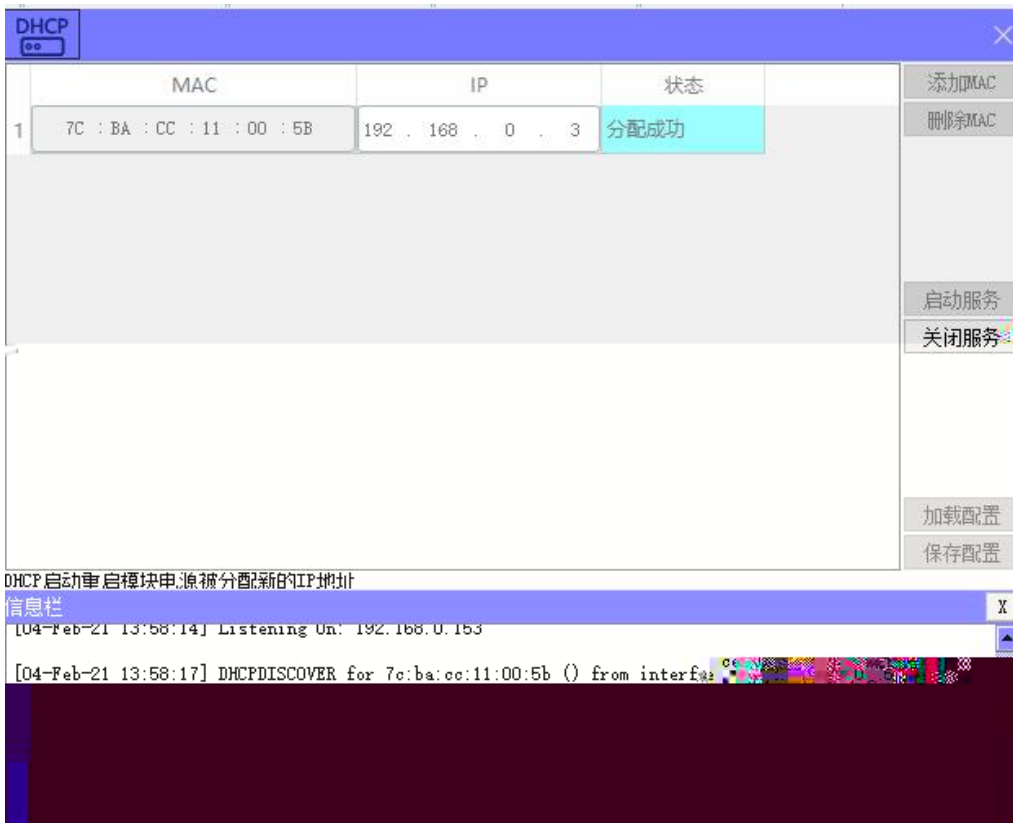 DHCP
MAC IP 状态
添加MAC
1 7C : BA : CC : 11 : 00 : 5B 192 . 168 . 0 . 3 分配成功
删除MAC
启动服务
关闭服务
加载配置
保存配置
DHCP启动重启模块电源被分配新的IP地址
信息栏 X
[04-Feb-21 13:58:14] Listening On: 192.168.0.153
[04-Feb-21 13:58:17] DHCPDISCOVER for 7c:ba:cc:11:00:5b () from